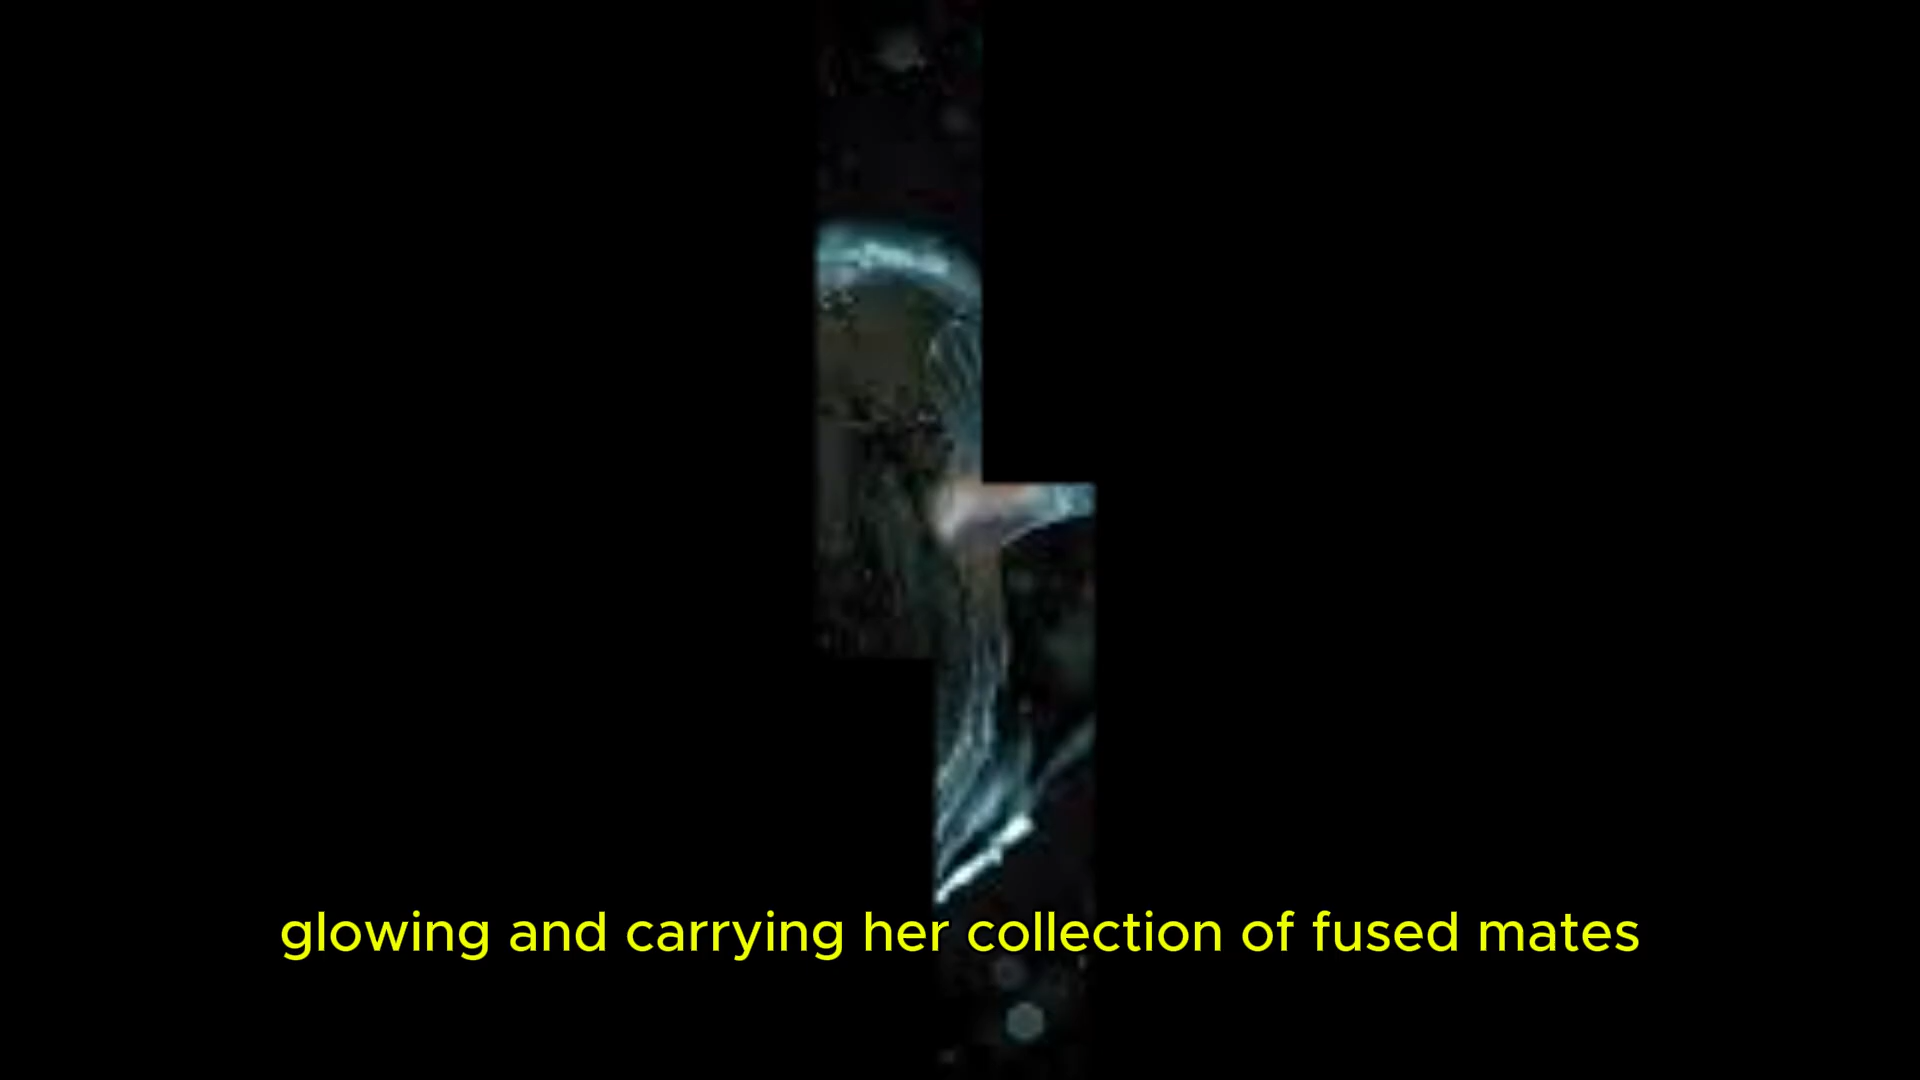 glowing and carrying her collection of fused mates